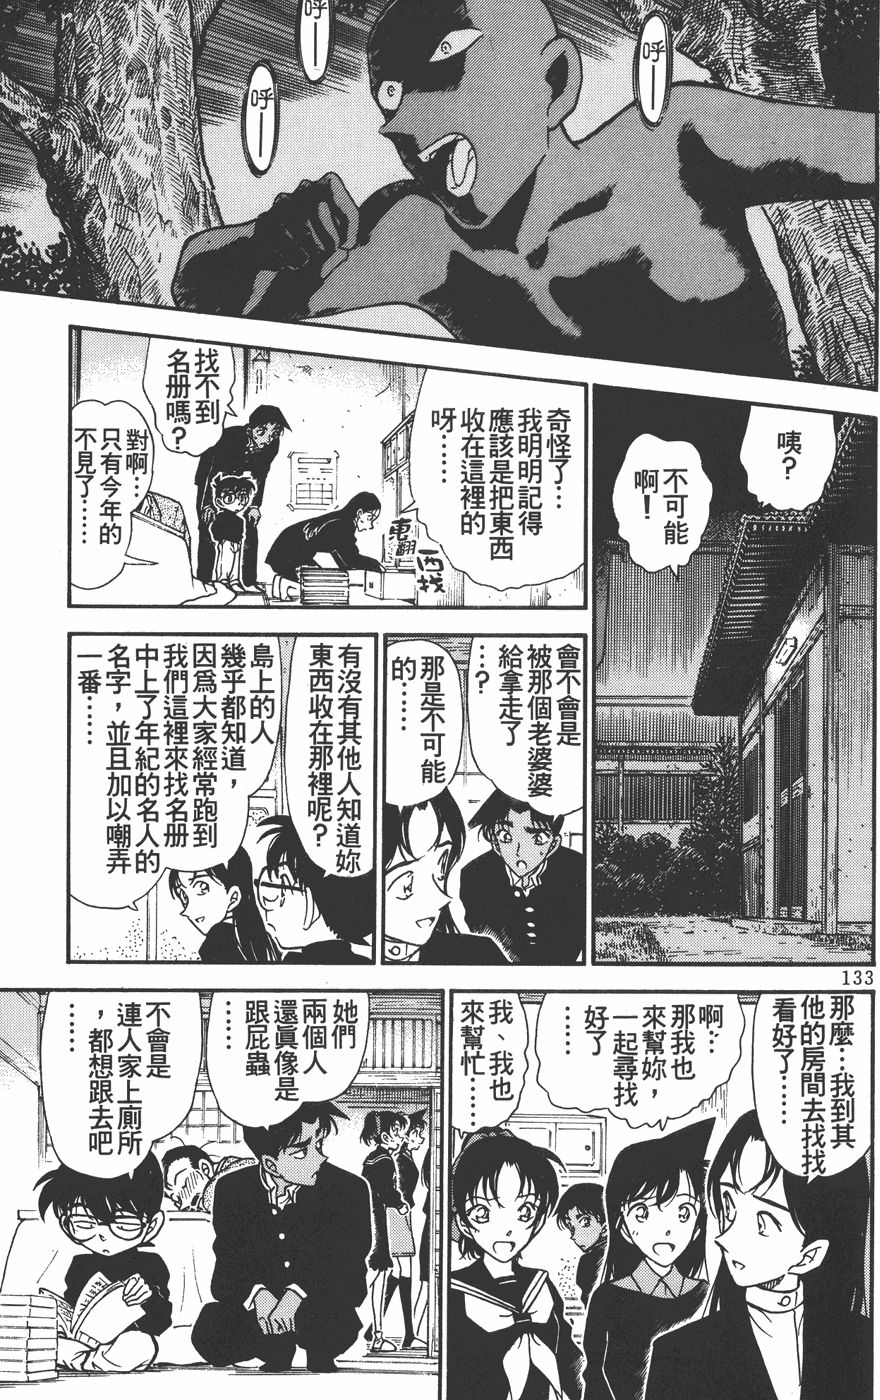 呼—
呼—
呼—
咦？
不可能
啊！
奇怪了…
我明明記得
應該是把東西
收在這裡的
呀……
找不到
名册嗎？
對啊…
只有今年的
不見了……
會不會是
被那個老婆婆
給拿走了
…？
那是不可能
的……
有沒有其他人知道妳
東西收在那裡呢？
島上的人
幾乎都知道，
因爲大家經常跑到
我們這裡來找名册
中上了年紀的名人的
名字，並且加以嘲弄
一番……
133
那麼…我到其
他的房間去找找
看好了……
啊…
那我也
來幫妳，
一起尋找
好了
……
我、我也
來幫忙……
她們
兩個人
還眞像是
跟屁蟲
……
不會是
連人家上廁所
，都想跟去吧
……